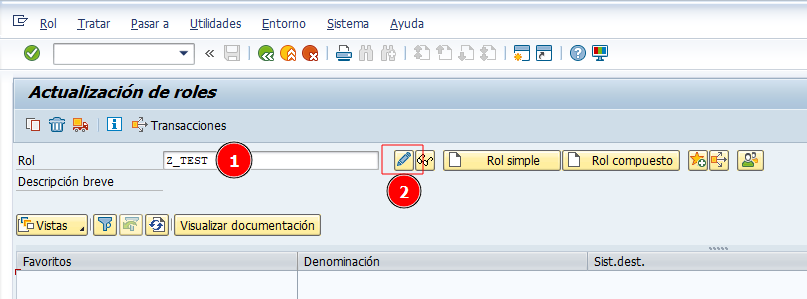 Rol Tratar Pasar a Utilidades Entorno Sistema Ayuda
Actualización de roles
Transacciones
Rol Z_TEST 1 Rol simple Rol compuesto
2
Descripción breve
Vistas Visualizar documentación
Favoritos Denominación Sist.dest.